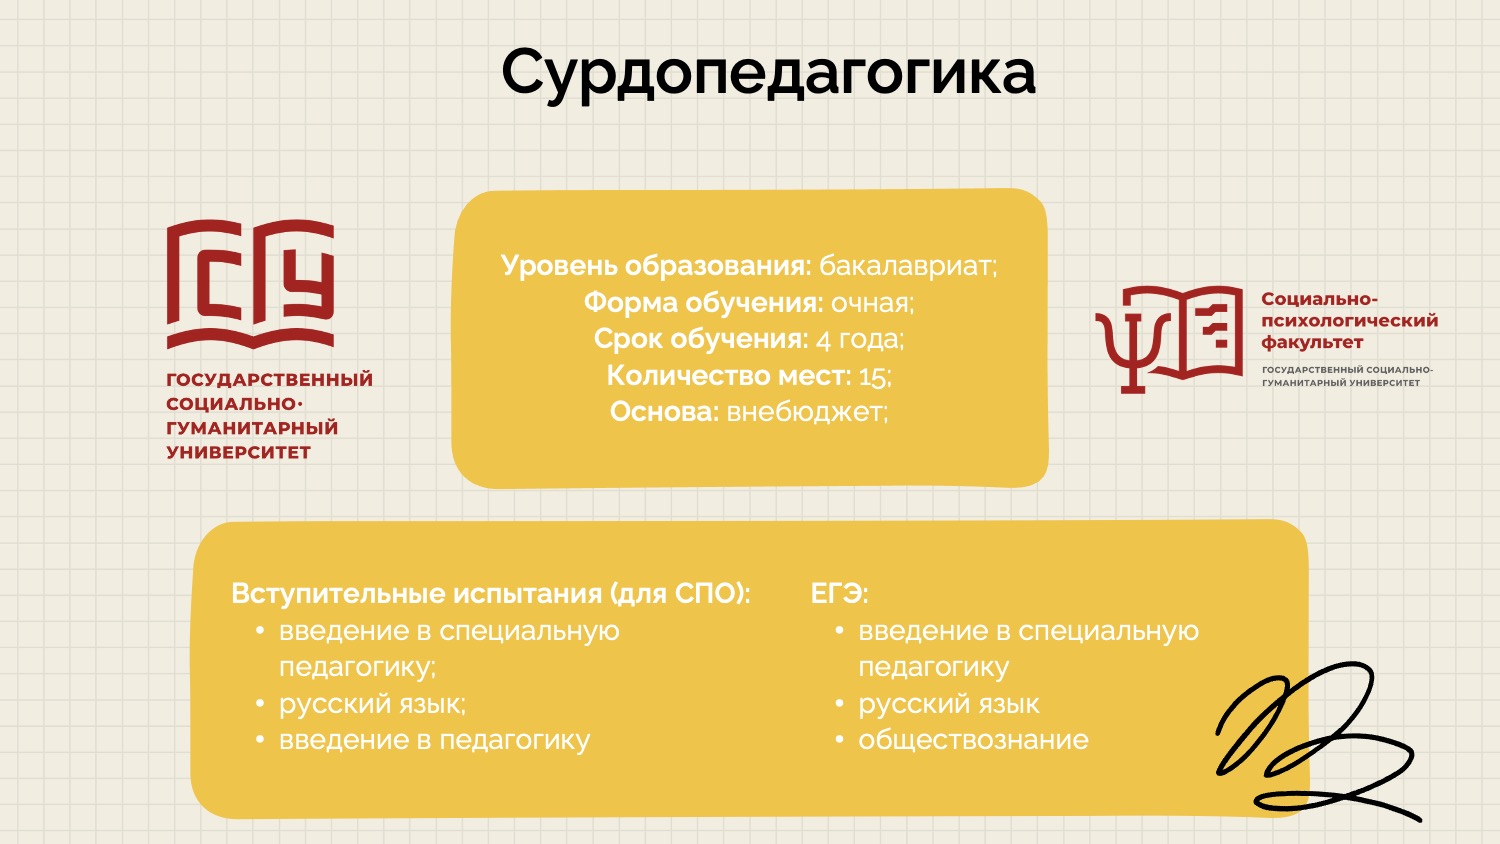 Сурдопедагогика
СУ
ГОСУДАРСТВЕННЫЙ
СОЦИАЛЬНО-
ГУМАНИТАРНЫЙ
УНИВЕРСИТЕТ
Уровень образования: бакалавриат;
Форма обучения: очная;
Срок обучения: 4 года;
Количество мест: 15;
Основа: внебюджет;
Социально-
психологический
факультет
ГОСУДАРСТВЕННЫЙ СОЦИАЛЬНО-
ГУМАНИТАРНЫЙ УНИВЕРСИТЕТ
Вступительные испытания (для СПО):
• введение в специальную
педагогику;
• русский язык;
• введение в педагогику
ЕГЭ:
• введение в специальную
педагогику
• русский язык
• обществознание